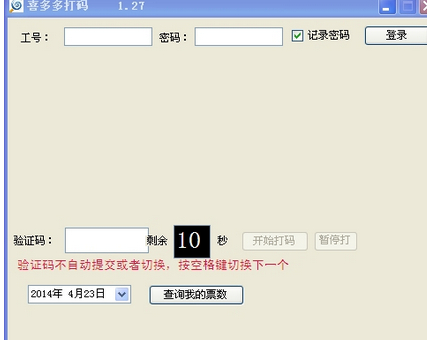 喜多多打码 1.27
工号： 密码： 记录密码 登录
验证码： 剩余 10 秒 开始打码 暂停打
验证码不自动提交或者切换，按空格键切换下一个
2014年 4月23日 查询我的票数